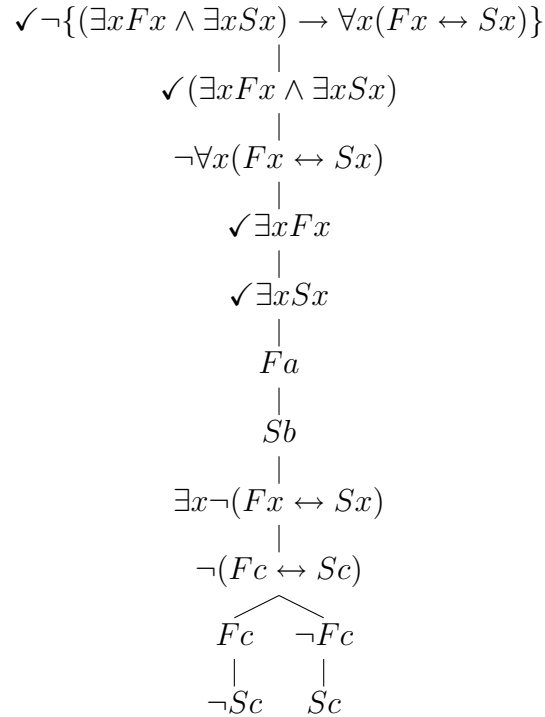 ✓¬{(∃xFx ∧ ∃xSx) → ∀x(Fx ↔ Sx)}
✓(∃xFx ∧ ∃xSx)
¬∀x(Fx ↔ Sx)
✓∃xFx
✓∃xSx
Fa
Sb
∃x¬(Fx ↔ Sx)
¬(Fc ↔ Sc)
Fc ¬Fc
¬Sc Sc